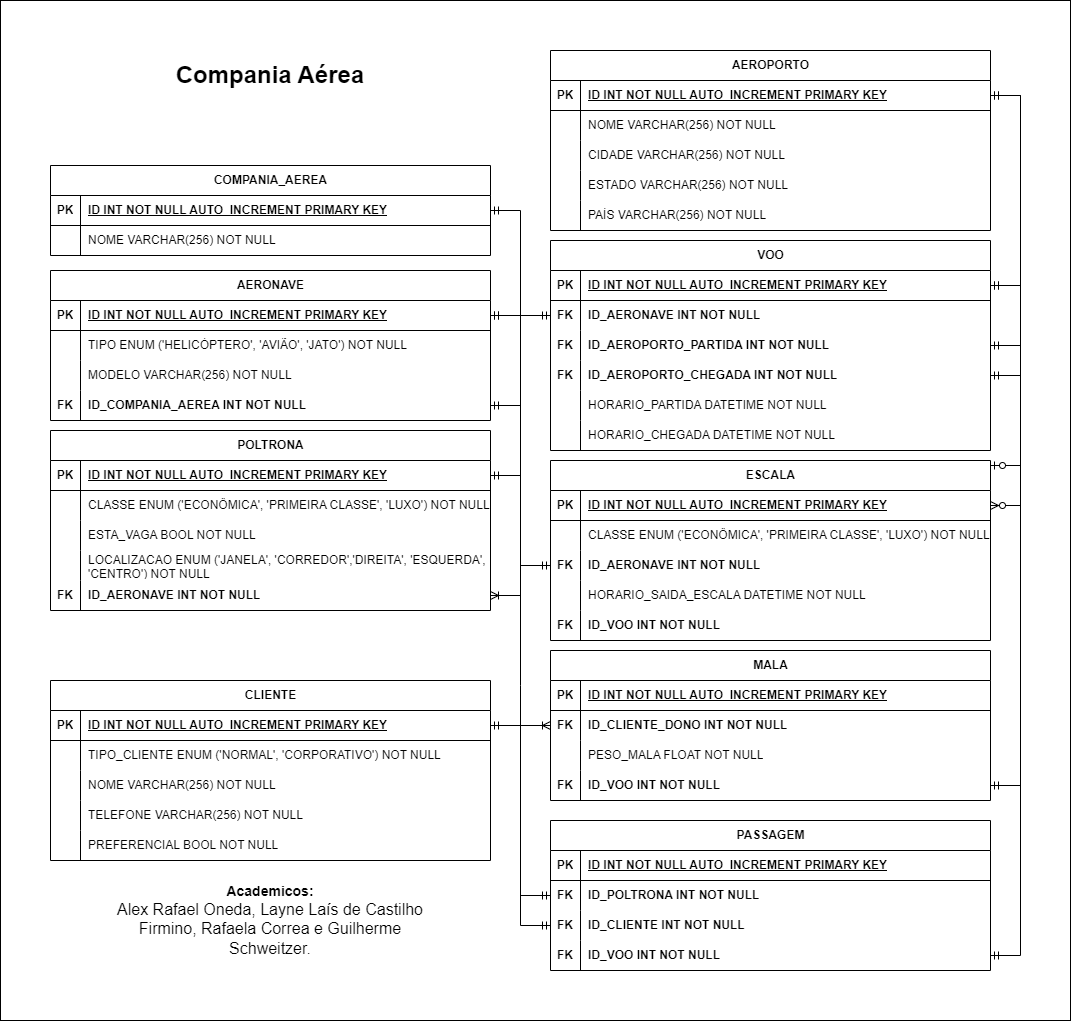 Compania Aérea
COMPANIA_AEREA
PK ID INT NOT NULL AUTO_INCREMENT PRIMARY KEY
NOME VARCHAR(256) NOT NULL
AERONAVE
PK ID INT NOT NULL AUTO_INCREMENT PRIMARY KEY
TIPO ENUM ('HELICÓPTERO', 'AVIÃO', 'JATO') NOT NULL
MODELO VARCHAR(256) NOT NULL
FK ID_COMPANIA_AEREA INT NOT NULL
POLTRONA
PK ID INT NOT NULL AUTO_INCREMENT PRIMARY KEY
CLASSE ENUM ('ECONÔMICA', 'PRIMEIRA CLASSE', 'LUXO') NOT NULL
ESTA_VAGA BOOL NOT NULL
LOCALIZACAO ENUM ('JANELA', 'CORREDOR','DIREITA', 'ESQUERDA',
'CENTRO') NOT NULL
FK ID_AERONAVE INT NOT NULL
CLIENTE
PK ID INT NOT NULL AUTO_INCREMENT PRIMARY KEY
TIPO_CLIENTE ENUM ('NORMAL', 'CORPORATIVO') NOT NULL
NOME VARCHAR(256) NOT NULL
TELEFONE VARCHAR(256) NOT NULL
PREFERENCIAL BOOL NOT NULL
Academicos:
Alex Rafael Oneda, Layne Laís de Castilho
Firmino, Rafaela Correa e Guilherme
Schweitzer.
AEROPORTO
PK ID INT NOT NULL AUTO_INCREMENT PRIMARY KEY
NOME VARCHAR(256) NOT NULL
CIDADE VARCHAR(256) NOT NULL
ESTADO VARCHAR(256) NOT NULL
PAÍS VARCHAR(256) NOT NULL
VOO
PK ID INT NOT NULL AUTO_INCREMENT PRIMARY KEY
FK ID_AERONAVE INT NOT NULL
FK ID_AEROPORTO_PARTIDA INT NOT NULL
FK ID_AEROPORTO_CHEGADA INT NOT NULL
HORARIO_PARTIDA DATETIME NOT NULL
HORARIO_CHEGADA DATETIME NOT NULL
ESCALA
PK ID INT NOT NULL AUTO_INCREMENT PRIMARY KEY
CLASSE ENUM ('ECONÔMICA', 'PRIMEIRA CLASSE', 'LUXO') NOT NULL
FK ID_AERONAVE INT NOT NULL
HORARIO_SAIDA_ESCALA DATETIME NOT NULL
FK ID_VOO INT NOT NULL
MALA
PK ID INT NOT NULL AUTO_INCREMENT PRIMARY KEY
FK ID_CLIENTE_DONO INT NOT NULL
PESO_MALA FLOAT NOT NULL
FK ID_VOO INT NOT NULL
PASSAGEM
PK ID INT NOT NULL AUTO_INCREMENT PRIMARY KEY
FK ID_POLTRONA INT NOT NULL
FK ID_CLIENTE INT NOT NULL
FK ID_VOO INT NOT NULL